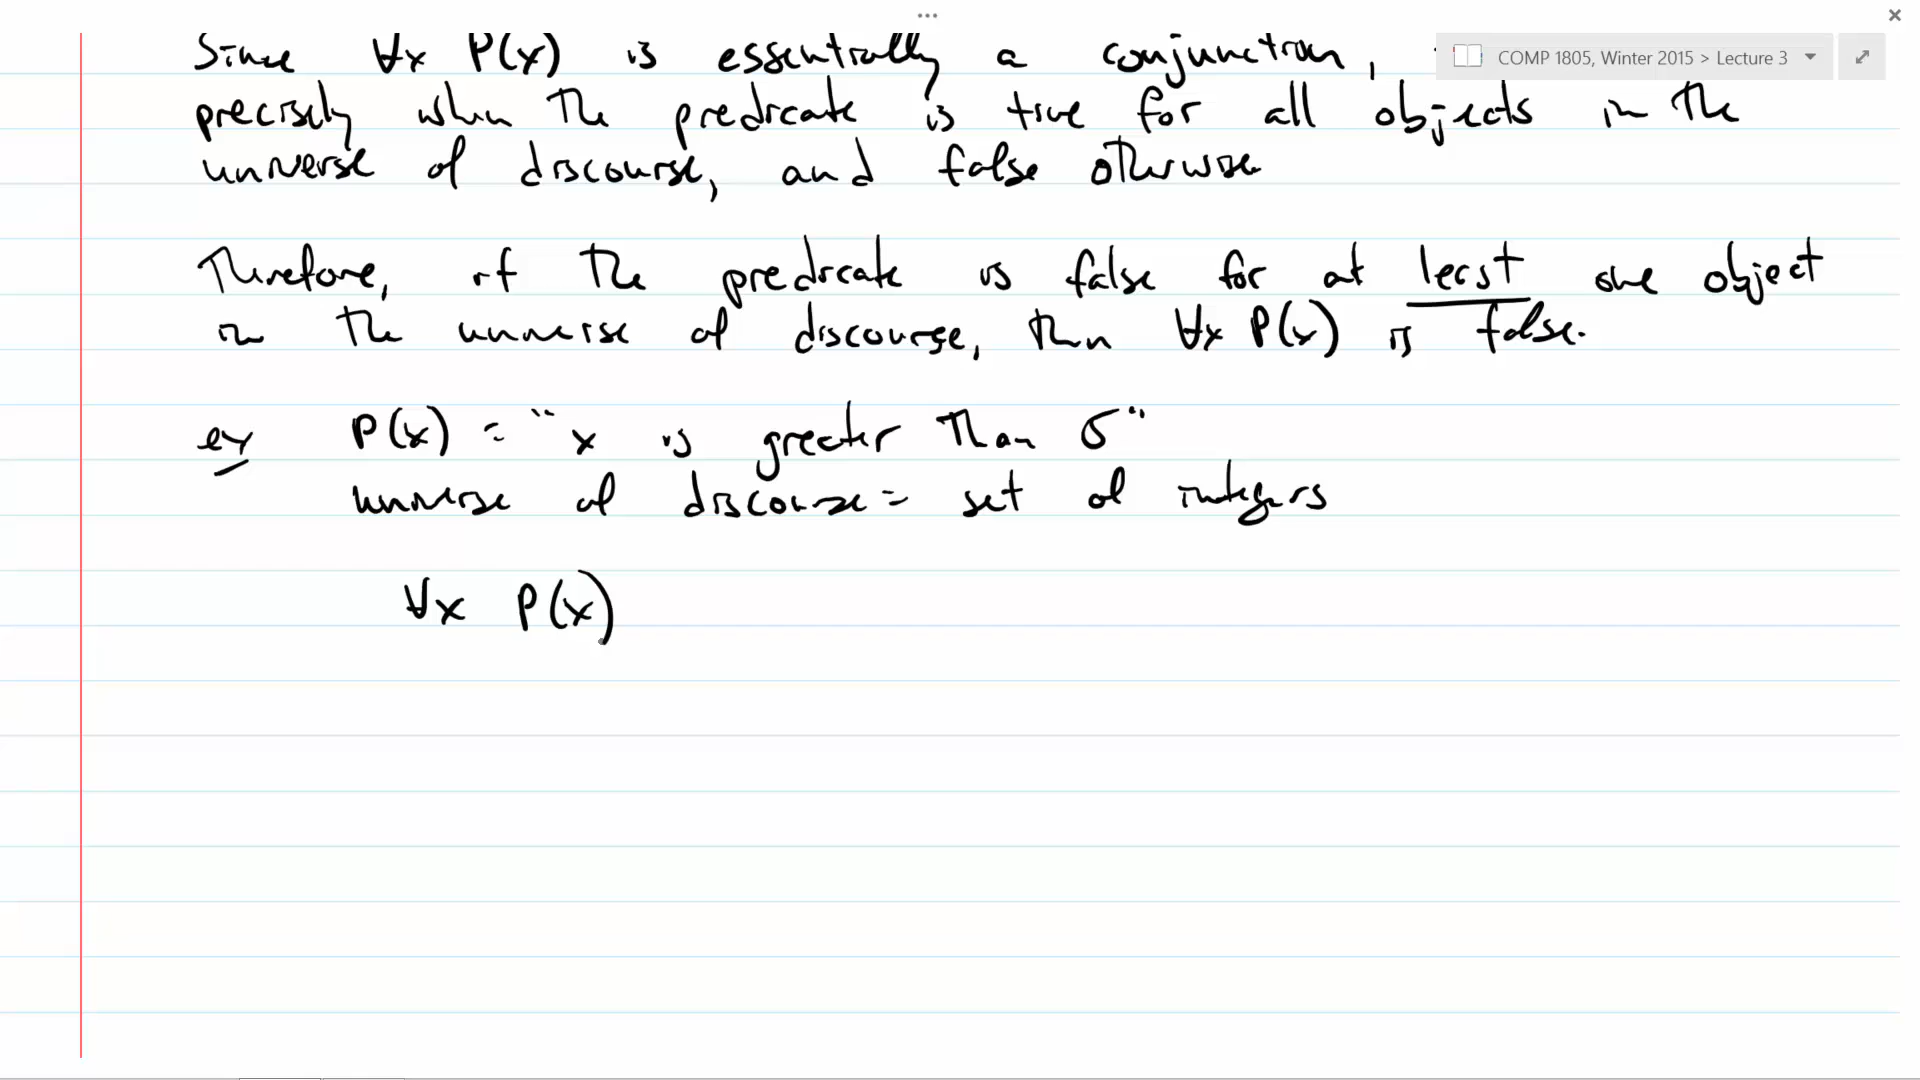 COMP 1805, Winter 2015 > Lecture 3
Since ∀x P(x) is essentially a conjunction,
precisely when the predicate is true for all objects in the
universe of discourse, and false otherwise
Therefore, if the predicate is false for at least one object
in the universe of discourse, then ∀x P(x) is false.
ex P(x) = "x is greater than 5"
universe of discourse = set of integers
∀x P(x)